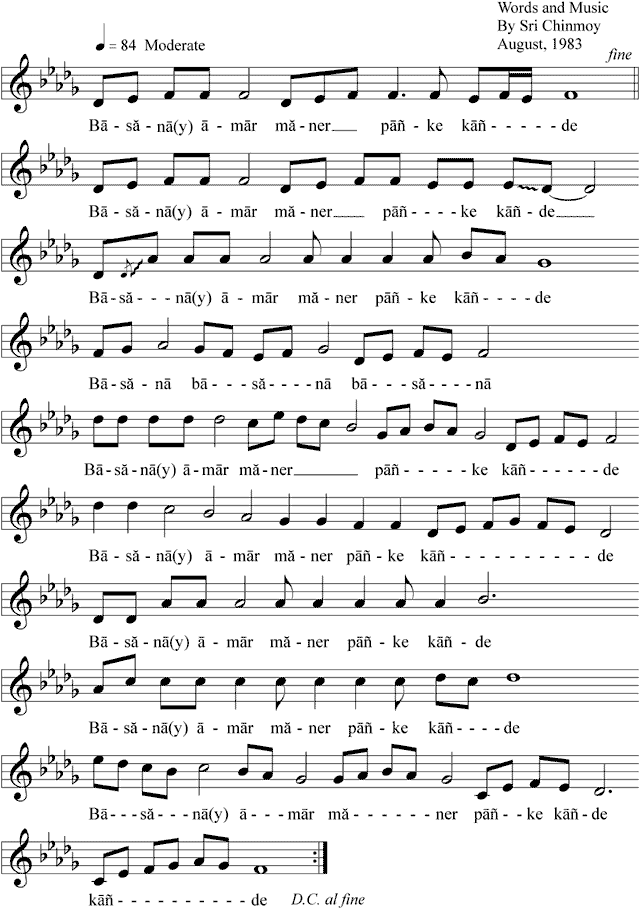 Words and Music
By Sri Chinmoy
August, 1983
♩ = 84 Moderate
fine
Bā - să - nā(y) ā - mār mă - ner___ pāñ - ke kāñ - - - - - - de
Bā - să - nā(y) ā - mār mă - ner___ pāñ - - - - ke kāñ - de____
Bā - să - - - nā(y) ā - mār mă - ner pāñ - ke kāñ - - - - de
Bā - să - nā bā - - - să - - - - nā bā - - - să - - - - nā
Bā - să - nā(y) ā - mār mă - ner________ pāñ - - - - - ke kāñ - - - - - de
Bā - să - nā(y) ā - mār mă - ner pāñ - ke kāñ - - - - - - - - - - de
Bā - să - nā(y) ā - mār mă - ner pāñ - ke kāñ - de
Bā - să - nā(y) ā - mār mă - ner pāñ - ke kāñ - - - - de
Bā - - - să - - - nā(y) ā - - - mār mă - - - - - - ner pāñ - ke kāñ - de
kāñ - - - - - - - - - - de D.C. al fine